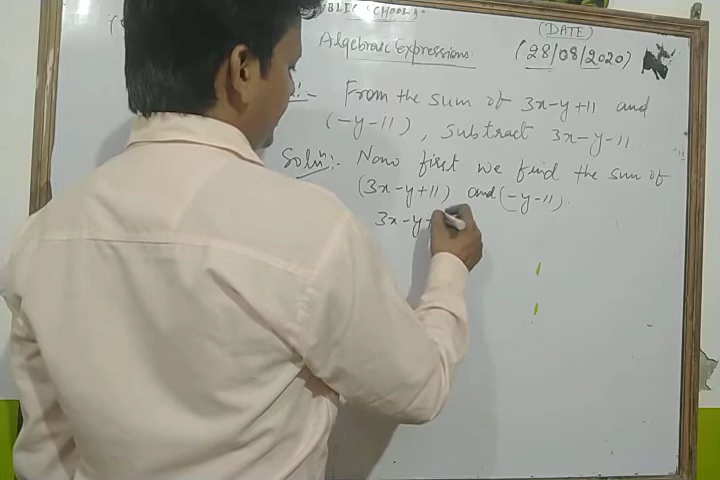 SCHOOL
(DATE)
Algebraic Expressions
(28/08/2020)
:- From the sum of 3x-y+11 and
(-y-11), subtract 3x-y-11
Soln:- Now first we find the sum of
(3x-y+11) and (-y-11).
3x-y+